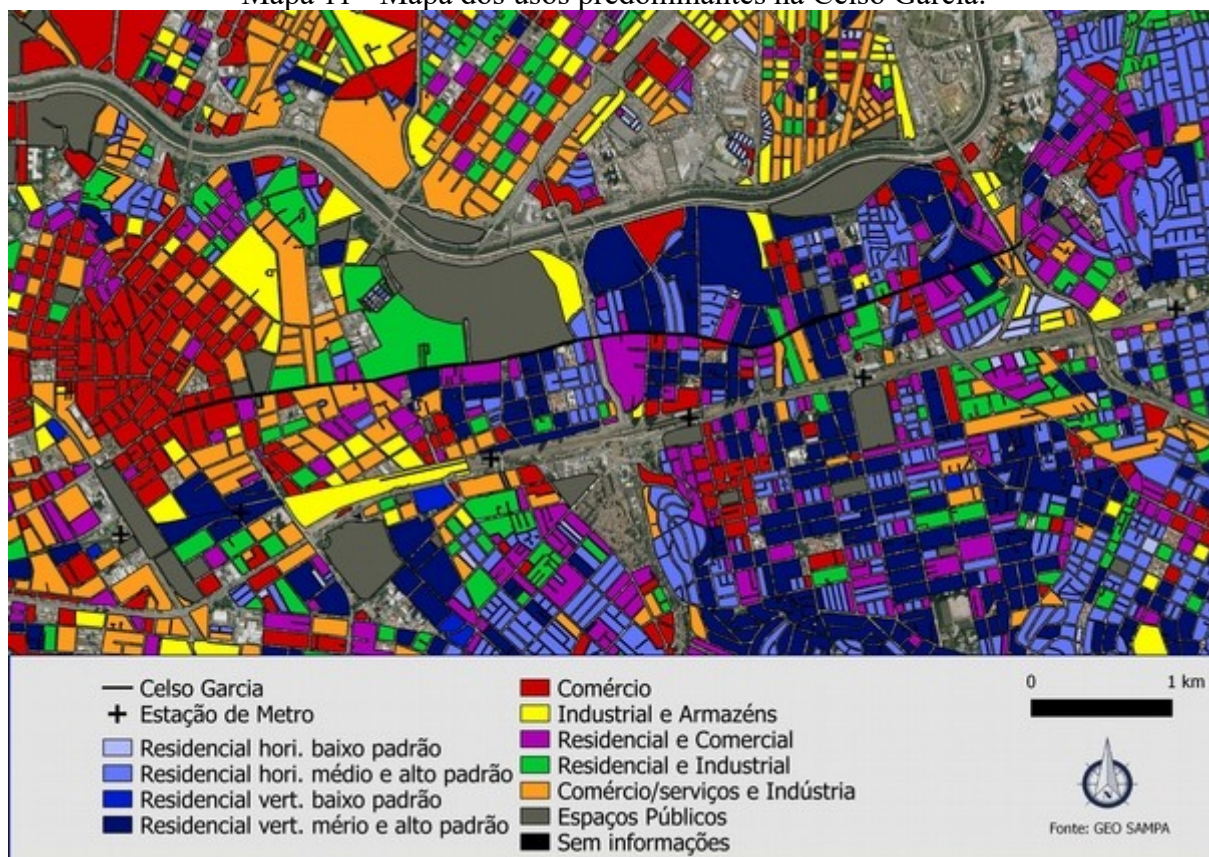 Mapa 11 – Mapa dos usos predominantes na Celso Garcia.
Celso Garcia
Estação de Metro
Residencial hori. baixo padrão
Residencial hori. médio e alto padrão
Residencial vert. baixo padrão
Residencial vert. mério e alto padrão
Comércio
Industrial e Armazéns
Residencial e Comercial
Residencial e Industrial
Comércio/serviços e Indústria
Espaços Públicos
Sem informações
0 1 km
Fonte: GEO SAMPA